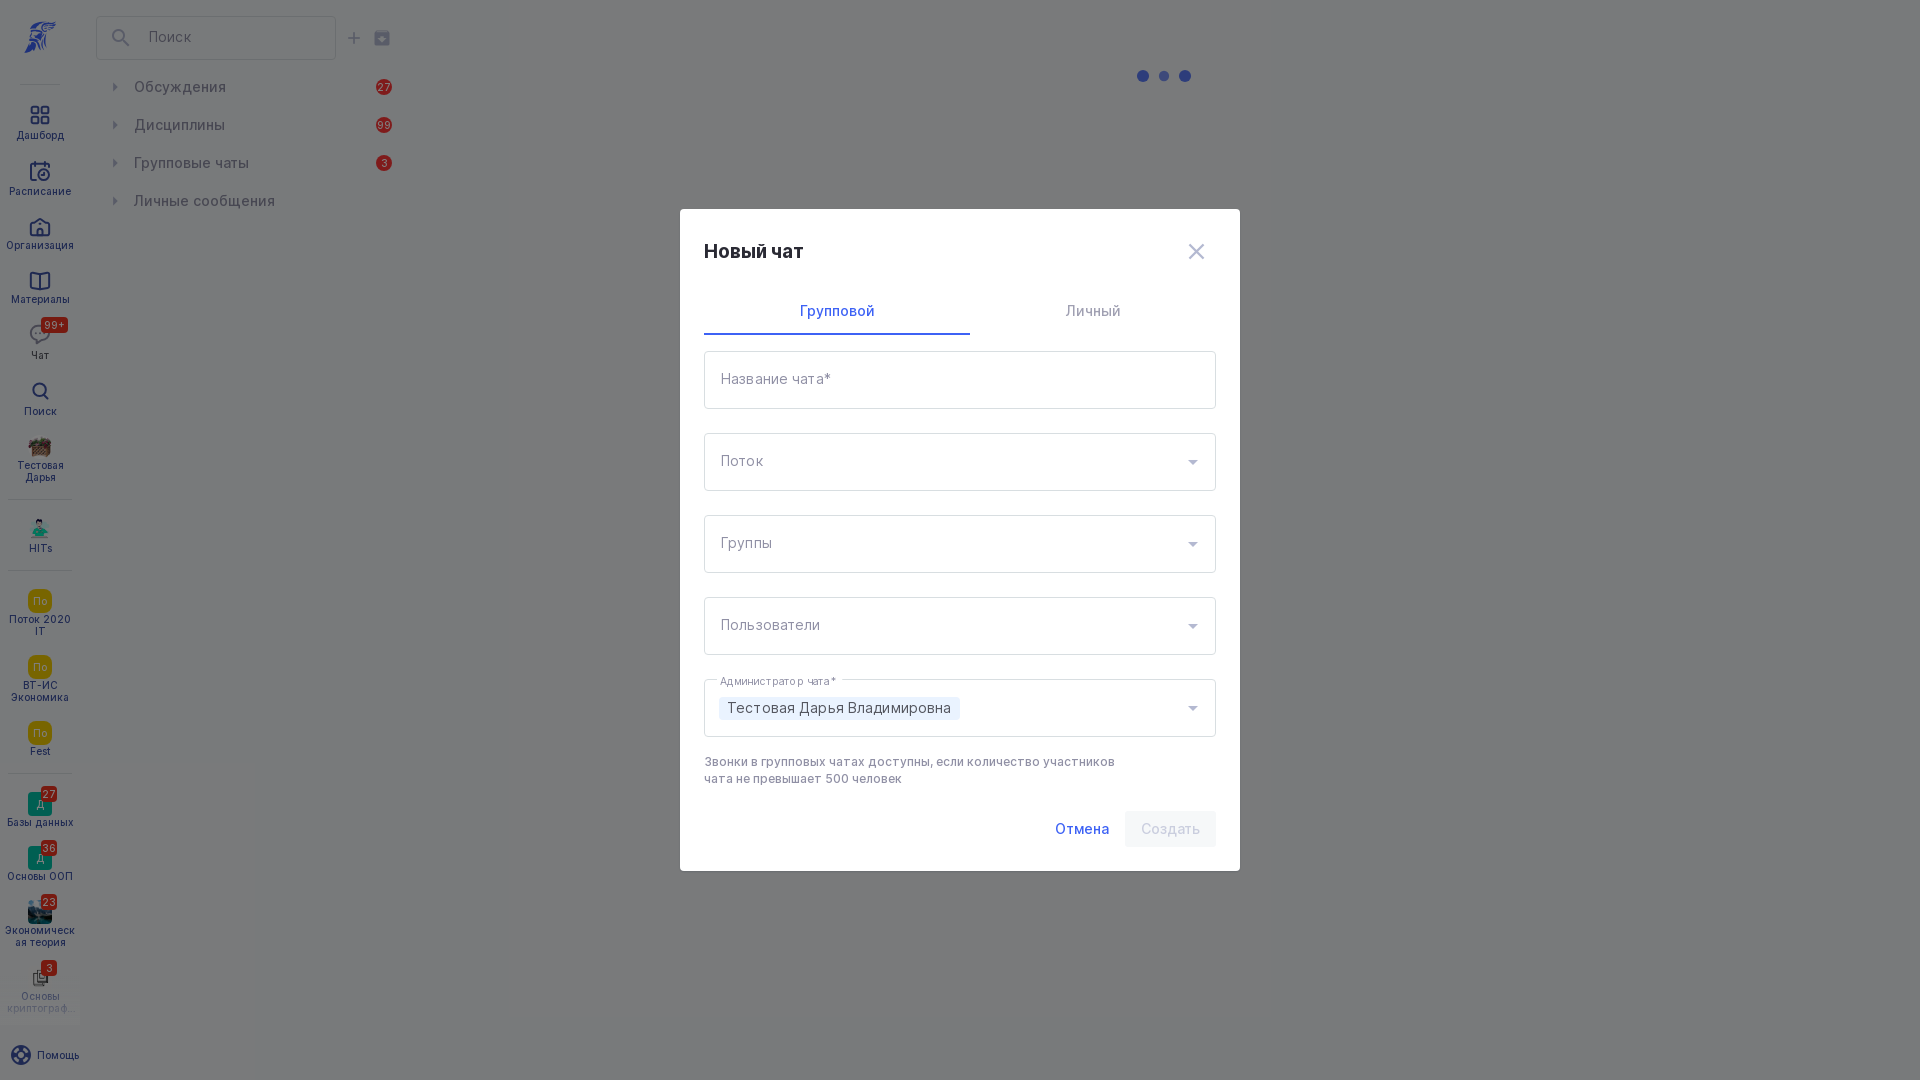 Поиск
Дашборд
Расписание
Организация
Материалы
99+
Чат
Поиск
Тестовая
Дарья
HITs
По
Поток 2020
IT
По
ВТ-ИС
Экономика
По
Fest
27
Д
Базы данных
36
Д
Основы ООП
23
Экономическ
ая теория
3
Основы
криптограф...
Помощь
Обсуждения
27
Дисциплины
99
Групповые чаты
3
Личные сообщения
Новый чат
Групповой
Личный
Название чата*
Поток
Группы
Пользователи
Администратор чата*
Тестовая Дарья Владимировна
Звонки в групповых чатах доступны, если количество участников
чата не превышает 500 человек
Отмена
Создать